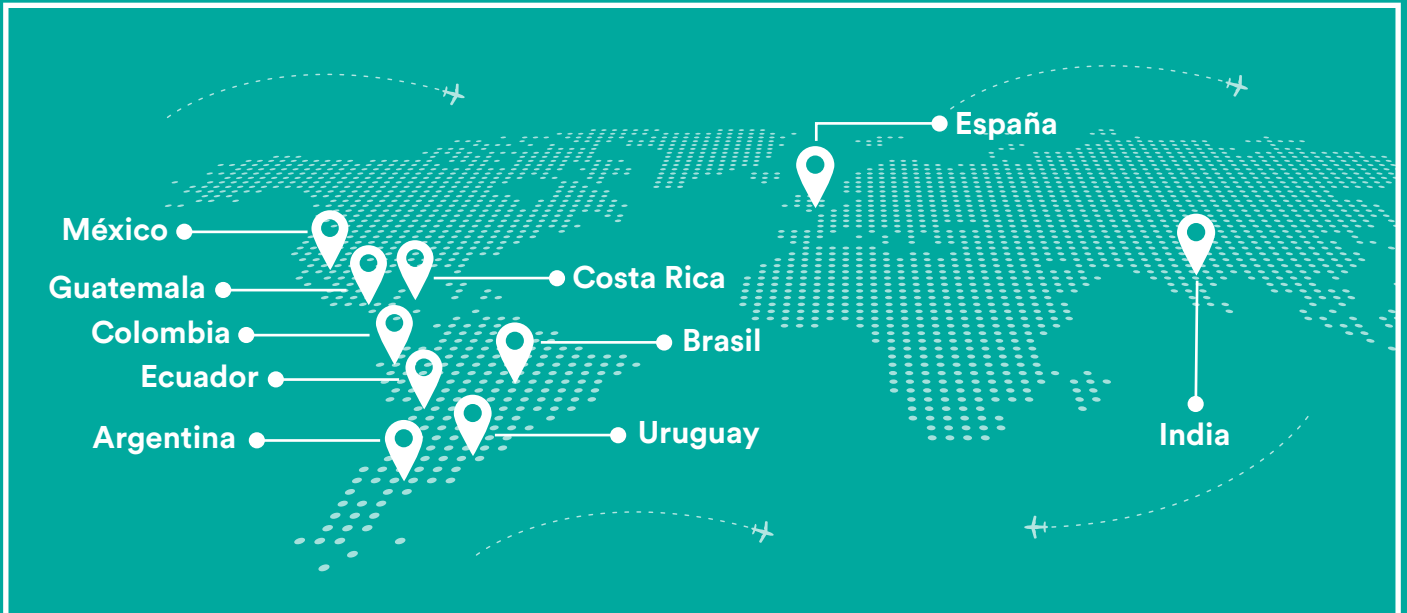 España
México
Costa Rica
Guatemala
Colombia
Brasil
Ecuador
Argentina
Uruguay
India